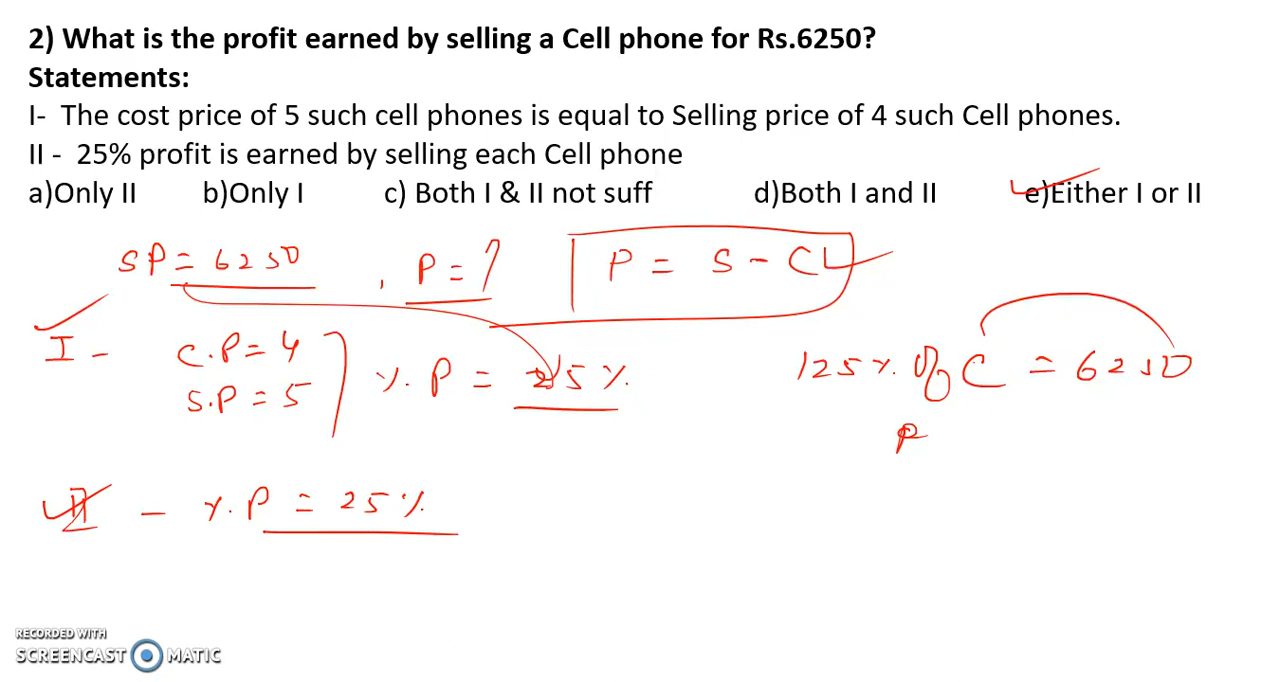 2) What is the profit earned by selling a Cell phone for Rs.6250?
Statements:
I- The cost price of 5 such cell phones is equal to Selling price of 4 such Cell phones.
II - 25% profit is earned by selling each Cell phone
a)Only II b)Only I c) Both I & II not suff d)Both I and II e)Either I or II
SP = 6250 , P = ? P = S - C
I - C.P = 4
S.P = 5
%. P = 25 %. 125 %. of C = 6250
P
II - %. P = 25 %.
RECORDED WITH
SCREENCAST MATIC